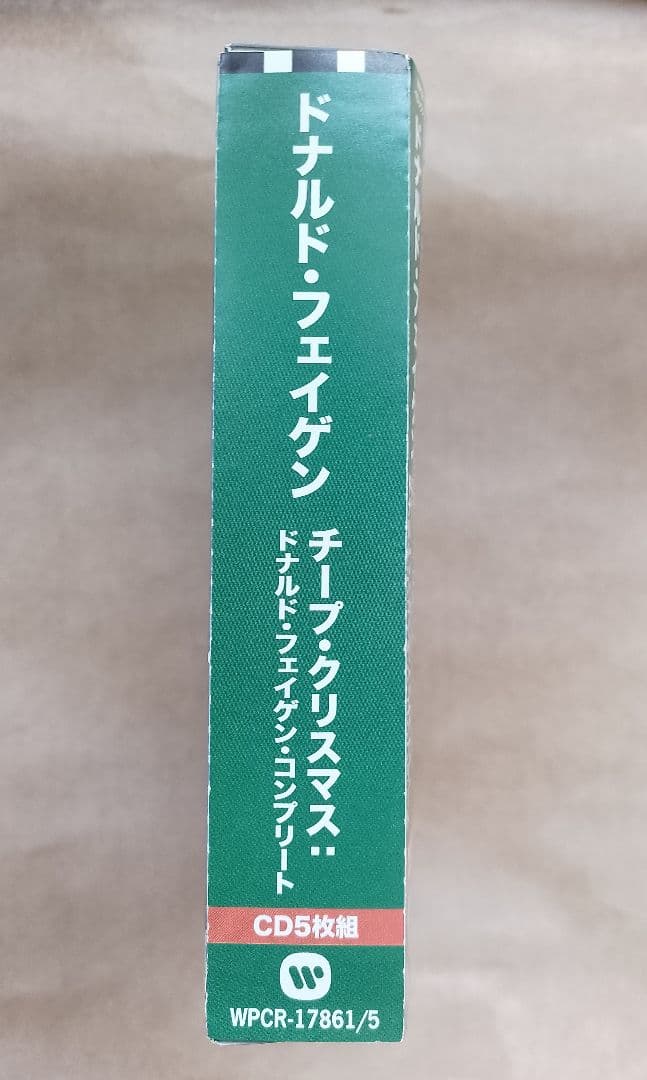 ドナルド・フェイゲン
チープ・クリスマス：
ドナルド・フェイゲン・コンプリート
CD5枚組
WPCR-17861/5